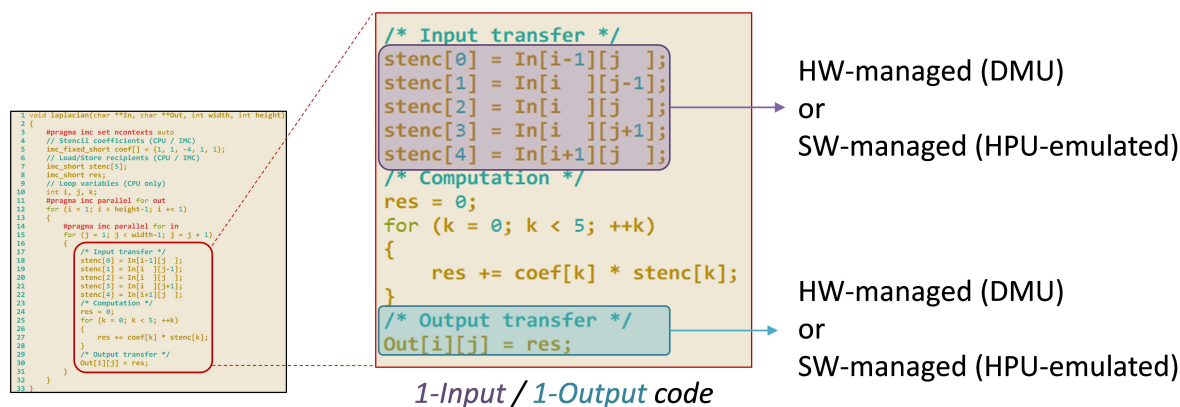 1 void laplacian(char **In, char **Out, int width, int height)
2 {
3     #pragma imc set ncontexts auto
4     // Stencil coefficients (CPU / IMC)
5     imc_fixed_short coef[] = {1, 1, -4, 1, 1};
6     // Load/Store recipients (CPU / IMC)
7     imc_short stenc[5];
8     imc_short res;
9     // Loop variables (CPU only)
10     int i, j, k;
11     #pragma imc parallel for out
12     for (i = 1; i < height-1; i += 1)
13     {
14         #pragma imc parallel for in
15         for (j = 1; j < width-1; j = j + 1)
16         {
17             /* Input transfer */
18             stenc[0] = In[i-1][j  ];
19             stenc[1] = In[i  ][j-1];
20             stenc[2] = In[i  ][j  ];
21             stenc[3] = In[i  ][j+1];
22             stenc[4] = In[i+1][j  ];
23             /* Computation */
24             res = 0;
25             for (k = 0; k < 5; ++k)
26             {
27                 res += coef[k] * stenc[k];
28             }
29             /* Output transfer */
30             Out[i][j] = res;
31         }
32     }
33 }
/* Input transfer */
stenc[0] = In[i-1][j  ];
stenc[1] = In[i  ][j-1];
stenc[2] = In[i  ][j  ];
stenc[3] = In[i  ][j+1];
stenc[4] = In[i+1][j  ];
/* Computation */
res = 0;
for (k = 0; k < 5; ++k)
{
    res += coef[k] * stenc[k];
}
/* Output transfer */
Out[i][j] = res;
1-Input / 1-Output code
HW-managed (DMU)
or
SW-managed (HPU-emulated)
HW-managed (DMU)
or
SW-managed (HPU-emulated)